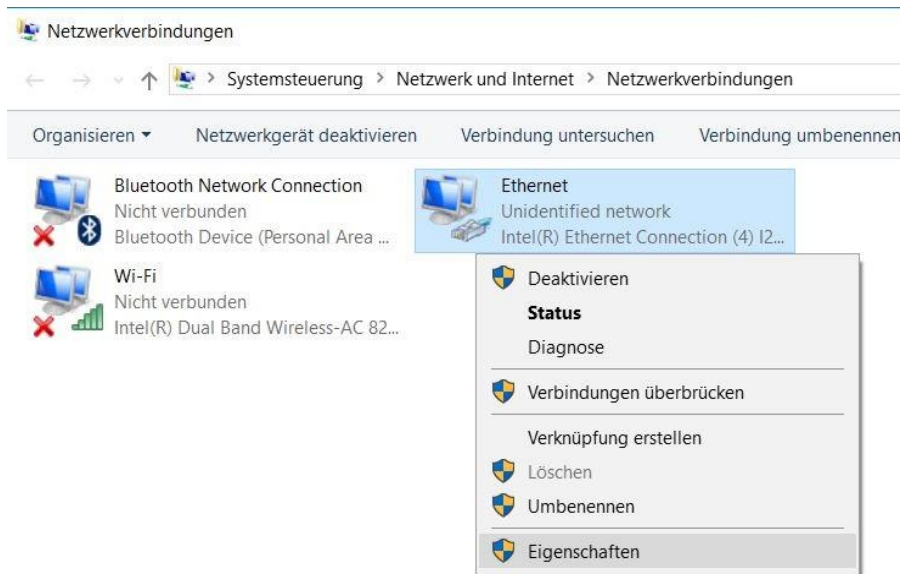 Netzwerkverbindungen
Systemsteuerung > Netzwerk und Internet > Netzwerkverbindungen
Organisieren Netzwerkgerät deaktivieren Verbindung untersuchen Verbindung umbenennen
Bluetooth Network Connection
Nicht verbunden
Bluetooth Device (Personal Area ...
Ethernet
Unidentified network
Intel(R) Ethernet Connection (4) I2...
Wi-Fi
Nicht verbunden
Intel(R) Dual Band Wireless-AC 82...
Deaktivieren
Status
Diagnose
Verbindungen überbrücken
Verknüpfung erstellen
Löschen
Umbenennen
Eigenschaften